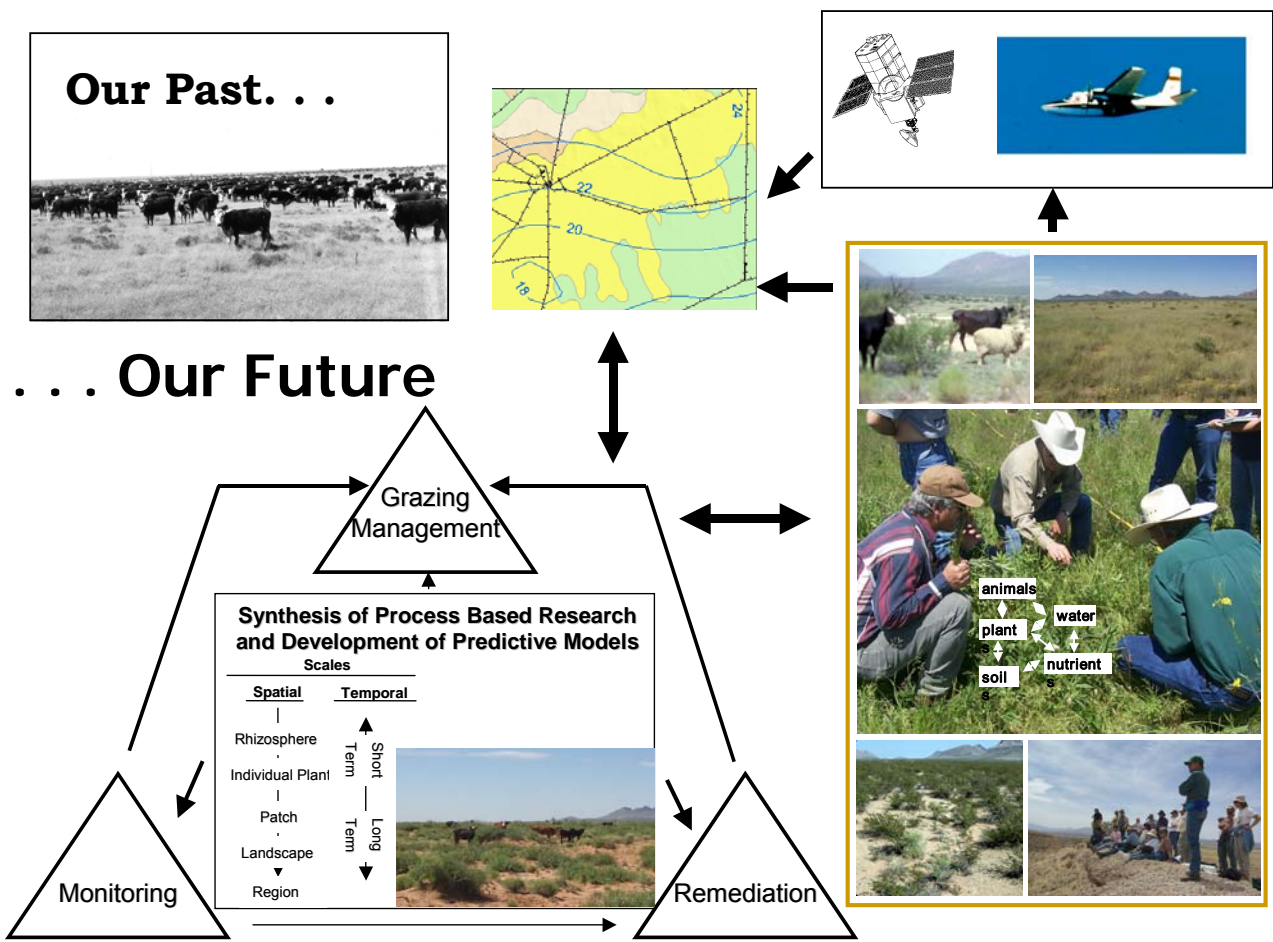 Our Past. . .
24
22
20
18
. . . Our Future
Grazing
Management
Synthesis of Process Based Research
and Development of Predictive Models
Scales
Spatial
Temporal
Rhizosphere
Individual Plant
Patch
Landscape
Region
Short
Term
Long
Term
Monitoring
Remediation
animals
water
plant
s
nutrient
s
soil
s